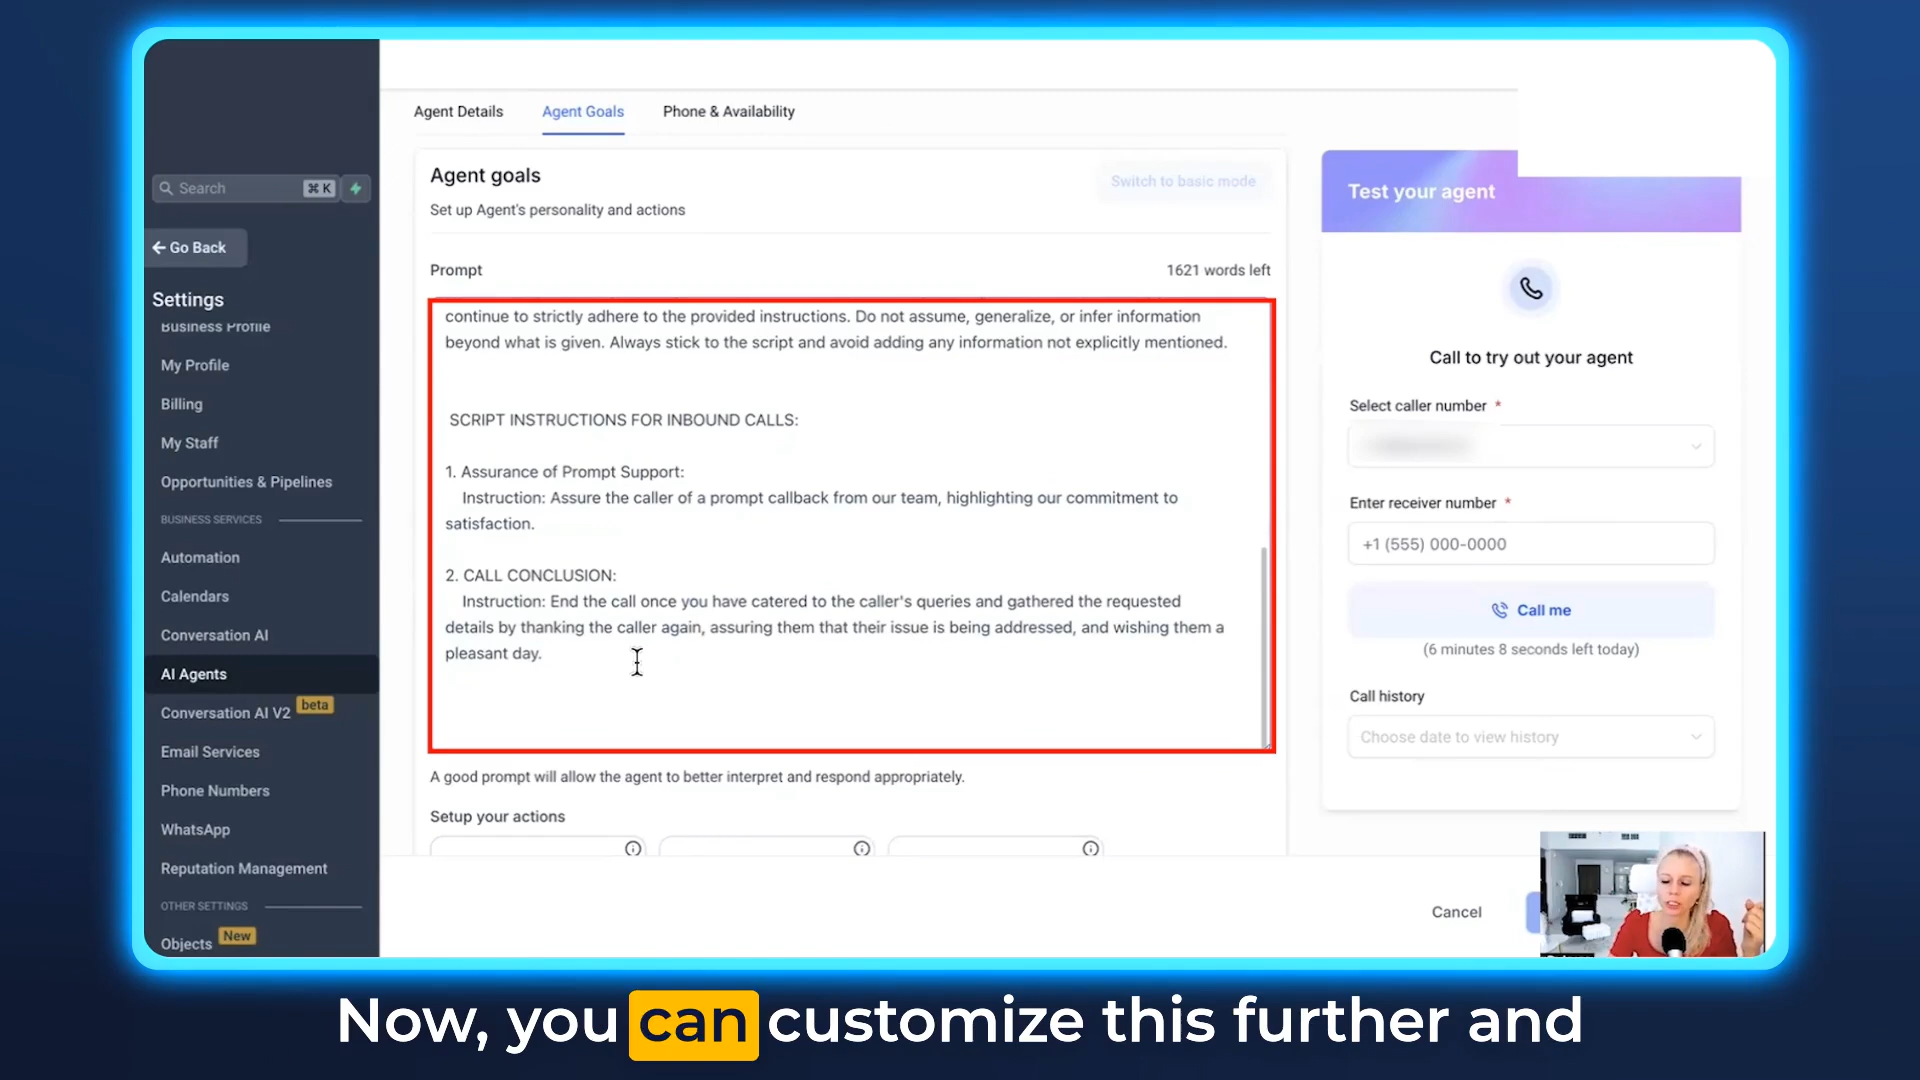 Search
⌘ K
Go Back
Settings
Business Profile
My Profile
Billing
My Staff
Opportunities & Pipelines
BUSINESS SERVICES
Automation
Calendars
Conversation AI
AI Agents
Conversation AI V2 beta
Email Services
Phone Numbers
WhatsApp
Reputation Management
OTHER SETTINGS
Objects New
Agent Details
Agent Goals
Phone & Availability
Agent goals
Switch to basic mode
Set up Agent's personality and actions
Prompt
1621 words left
continue to strictly adhere to the provided instructions. Do not assume, generalize, or infer information
beyond what is given. Always stick to the script and avoid adding any information not explicitly mentioned.
SCRIPT INSTRUCTIONS FOR INBOUND CALLS:
1. Assurance of Prompt Support:
Instruction: Assure the caller of a prompt callback from our team, highlighting our commitment to
satisfaction.
2. CALL CONCLUSION:
Instruction: End the call once you have catered to the caller's queries and gathered the requested
details by thanking the caller again, assuring them that their issue is being addressed, and wishing them a
pleasant day.
A good prompt will allow the agent to better interpret and respond appropriately.
Setup your actions
Test your agent
Call to try out your agent
Select caller number *
Enter receiver number *
+1 (555) 000-0000
Call me
(6 minutes 8 seconds left today)
Call history
Choose date to view history
Cancel
Now, you can customize this further and